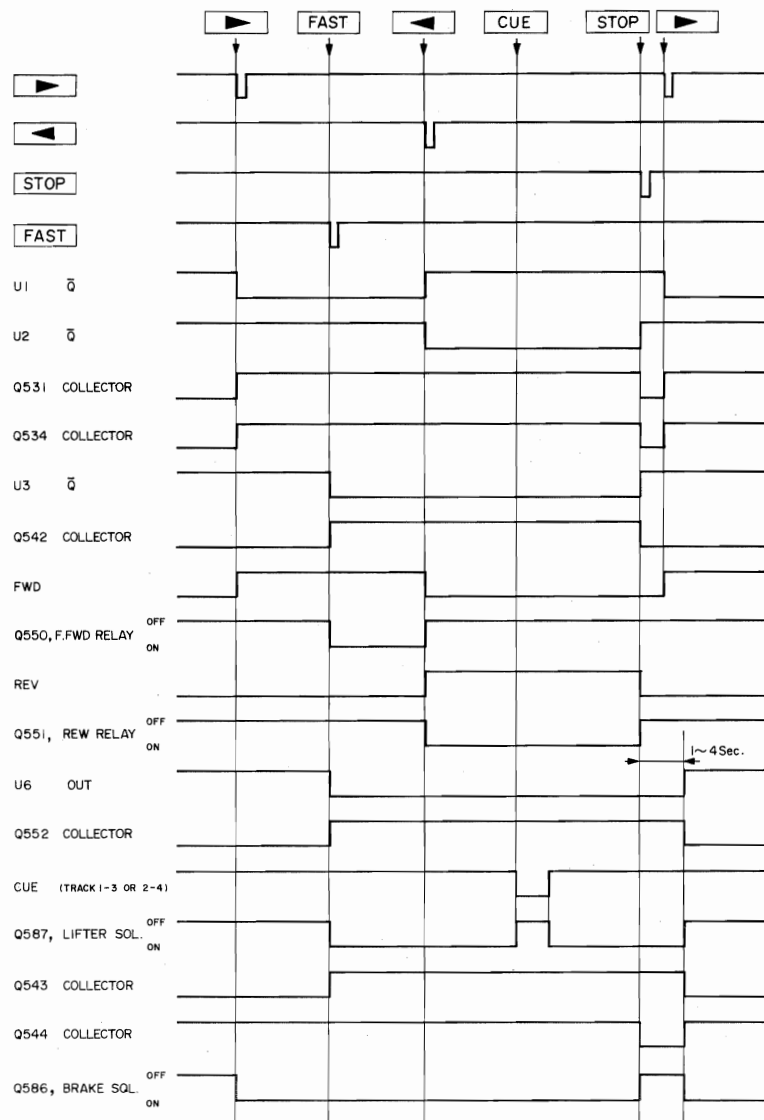 ► FAST ◄ CUE STOP ►
►
◄
STOP
FAST
U1 Q̄
U2 Q̄
Q531 COLLECTOR
Q534 COLLECTOR
U3 Q̄
Q542 COLLECTOR
FWD
OFF
Q550, F.FWD RELAY
ON
REV
OFF
Q551, REW RELAY
ON
1~4 Sec.
U6 OUT
Q552 COLLECTOR
CUE (TRACK 1-3 OR 2-4)
OFF
Q587, LIFTER SOL.
ON
Q543 COLLECTOR
Q544 COLLECTOR
OFF
Q586, BRAKE SOL.
ON